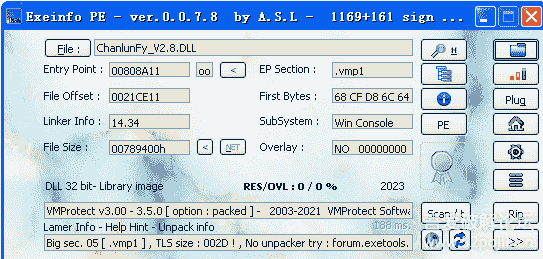 Exeinfo PE - ver.0.0.7.8 by A.S.L - 1169+161 sign ...
File : ChanlunFy_V2.8.DLL H
Entry Point : 00808A11 oo < EP Section : .vmp1
File Offset : 0021CE11 First Bytes : 68 CF D8 6C 64 Plug
Linker Info : 14.34 SubSystem : Win Console PE
File Size : 00789400h < .NET Overlay : NO 00000000
DLL 32 bit- Library image RES/OVL : 0 / 0 % 2023
VMProtect v3.00 - 3.5.0 [ option : packed ] - 2003-2021 VMProtect Softwa Scan / t Rip
Lamer Info - Help Hint - Unpack info 188 ms.
Big sec. 05 [ .vmp1 ] , TLS size : 002D ! , No unpacker try : forum.exetools. >>